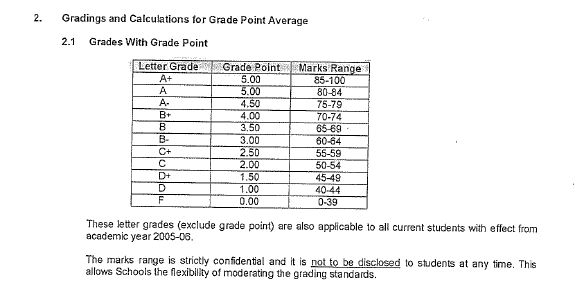 2. Gradings and Calculations for Grade Point Average
2.1 Grades With Grade Point
Letter Grade Grade Point Marks Range
A+ 5.00 85-100
A 5.00 80-84
A- 4.50 75-79
B+ 4.00 70-74
B 3.50 65-69
B- 3.00 60-64
C+ 2.50 55-59
C 2.00 50-54
D+ 1.50 45-49
D 1.00 40-44
F 0.00 0-39
These letter grades (exclude grade point) are also applicable to all current students with effect from
academic year 2005-06.
The marks range is strictly confidential and it is not to be disclosed to students at any time. This
allows Schools the flexibility of moderating the grading standards.